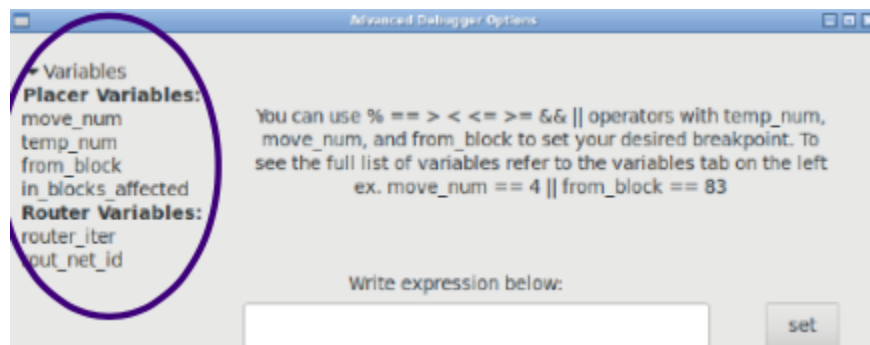 Advanced Debugger Options
Variables
Placer Variables:
move_num
temp_num
from_block
in_blocks_affected
Router Variables:
router_iter
rout_net_id
You can use % == > < <= >= && || operators with temp_num,
move_num, and from_block to set your desired breakpoint. To
see the full list of variables refer to the variables tab on the left
ex. move_num == 4 || from_block == 83
Write expression below:
set